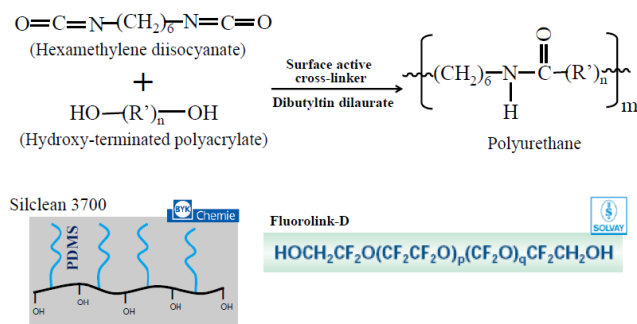 O=C=N-(CH₂)₆-N=C=O
(Hexamethylene diisocyanate)
+
HO-(R')n-OH
(Hydroxy-terminated polyacrylate)
Surface active
cross-linker
Dibutyltin dilaurate
O
(CH₂)₆-N-C-(R')n
H
m
Polyurethane
Silclean 3700
BYK Chemie
PDMS
OH
OH
OH
OH
OH
Fluorolink-D
SOLVAY
HOCH₂CF₂O(CF₂CF₂O)p(CF₂O)qCF₂CH₂OH